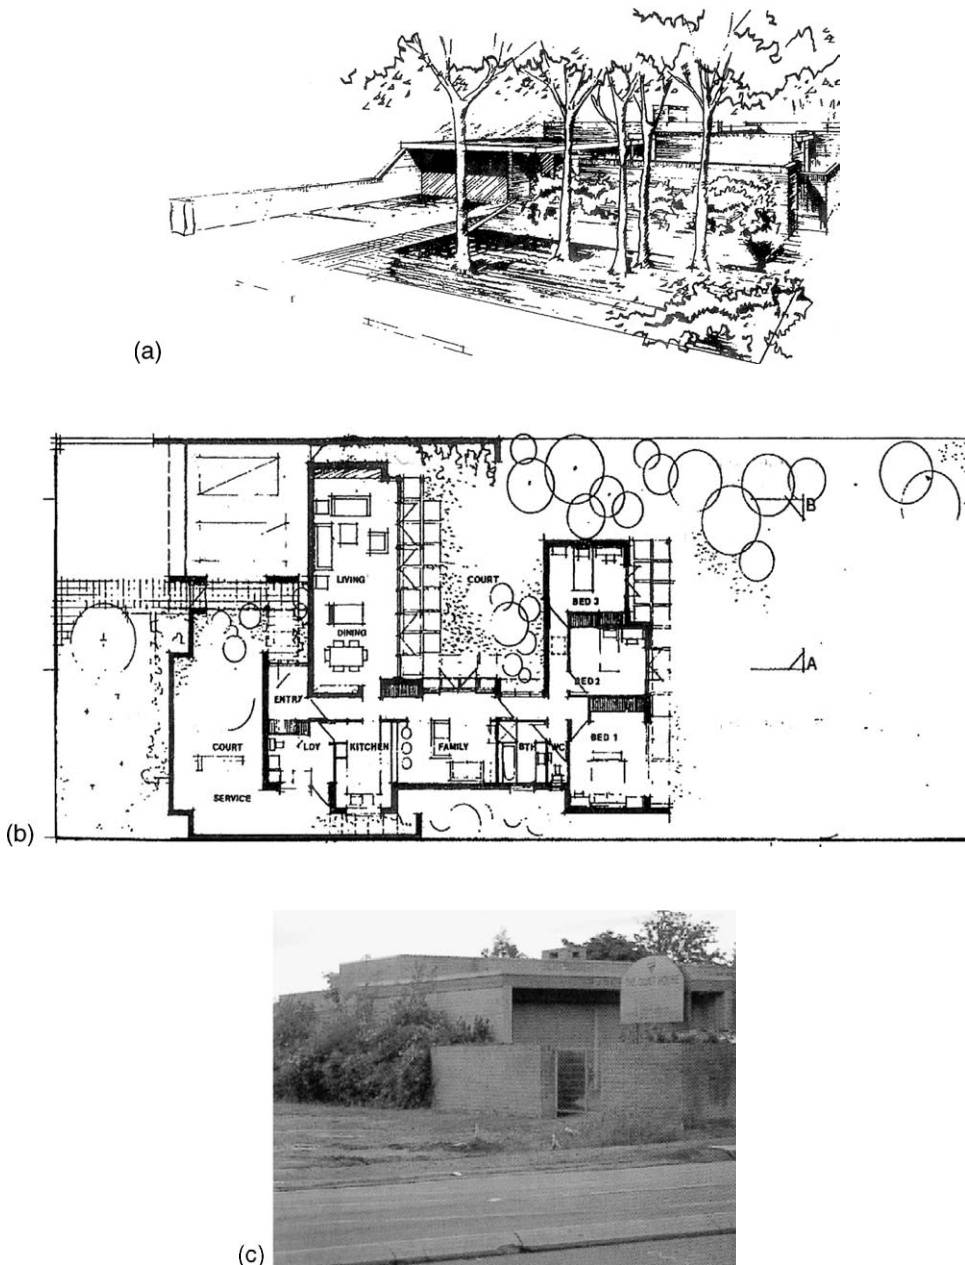 (a)
B
LIVING
COURT
BED 3
DINING
BED2
A
ENTRY
COURT
LDY
KITCHEN
FAMILY
BTH
WC
BED 1
SERVICE
(b)
(c)